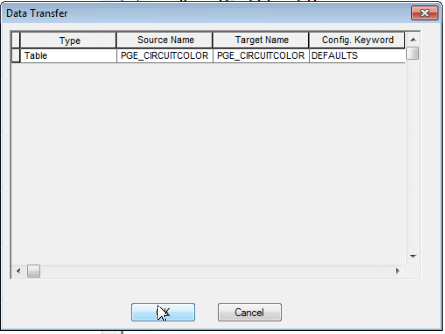 Data Transfer
Type Source Name Target Name Config. Keyword
Table PGE_CIRCUITCOLOR PGE_CIRCUITCOLOR DEFAULTS
Cancel